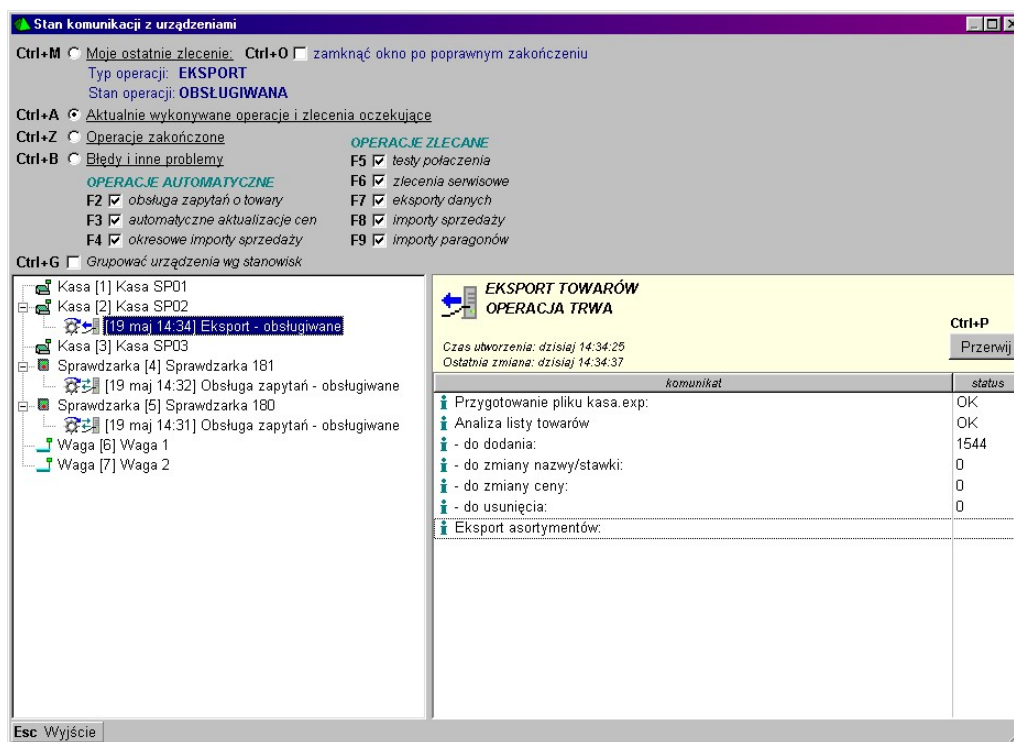 Stan komunikacji z urządzeniami
Ctrl+M Moje ostatnie zlecenie: Ctrl+O zamknąć okno po poprawnym zakończeniu
Typ operacji: EKSPORT
Stan operacji: OBSŁUGIWANA
Ctrl+A Aktualnie wykonywane operacje i zlecenia oczekujące
Ctrl+Z Operacje zakończone
Ctrl+B Błędy i inne problemy
OPERACJE AUTOMATYCZNE
F2 obsługa zapytań o towary
F3 automatyczne aktualizacje cen
F4 okresowe importy sprzedaży
OPERACJE ZLECANE
F5 testy połaczenia
F6 zlecenia serwisowe
F7 eksporty danych
F8 importy sprzedaży
F9 importy paragonów
Ctrl+G Grupować urządzenia wg stanowisk
Kasa [1] Kasa SP01
Kasa [2] Kasa SP02
[19 maj 14:34] Eksport - obsługiwane
Kasa [3] Kasa SP03
Sprawdzarka [4] Sprawdzarka 181
[19 maj 14:32] Obsługa zapytań - obsługiwane
Sprawdzarka [5] Sprawdzarka 180
[19 maj 14:31] Obsługa zapytań - obsługiwane
Waga [6] Waga 1
Waga [7] Waga 2
EKSPORT TOWARÓW
OPERACJA TRWA
Czas utworzenia: dzisiaj 14:34:25
Ostatnia zmiana: dzisiaj 14:34:37
Ctrl+P
Przerwij
komunikat status
Przygotowanie pliku kasa.exp: OK
Analiza listy towarów OK
- do dodania: 1544
- do zmiany nazwy/stawki: 0
- do zmiany ceny: 0
- do usunięcia: 0
Eksport asortymentów:
Esc Wyjście